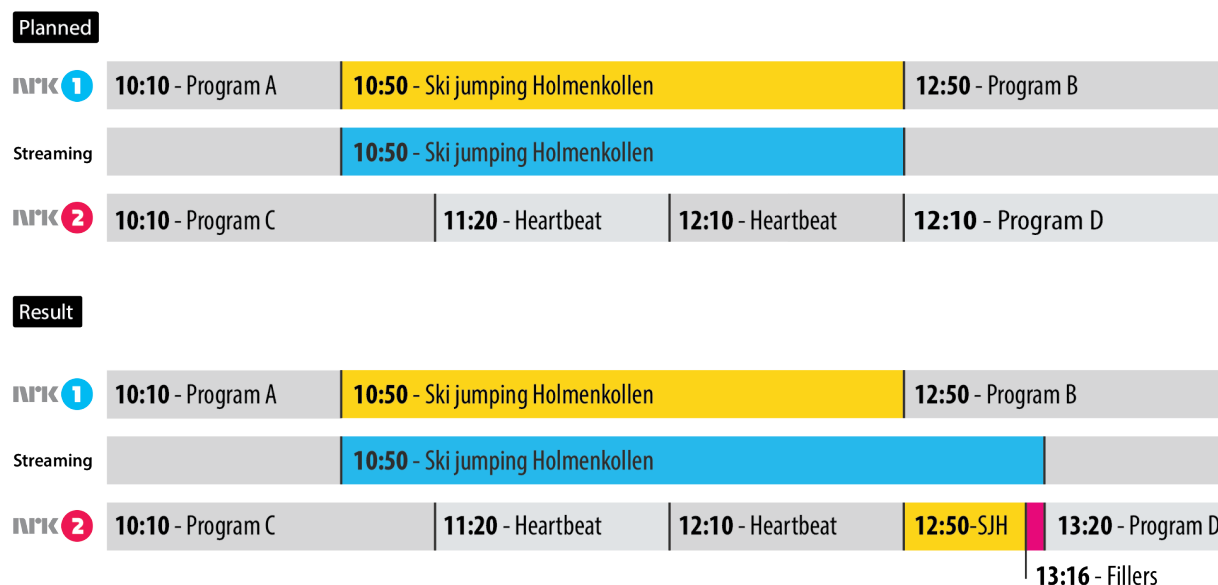 Planned
nrk 1 10:10 - Program A 10:50 - Ski jumping Holmenkollen 12:50 - Program B
Streaming 10:50 - Ski jumping Holmenkollen
nrk 2 10:10 - Program C 11:20 - Heartbeat 12:10 - Heartbeat 12:10 - Program D
Result
nrk 1 10:10 - Program A 10:50 - Ski jumping Holmenkollen 12:50 - Program B
Streaming 10:50 - Ski jumping Holmenkollen
nrk 2 10:10 - Program C 11:20 - Heartbeat 12:10 - Heartbeat 12:50-SJH 13:20 - Program D
13:16 - Fillers